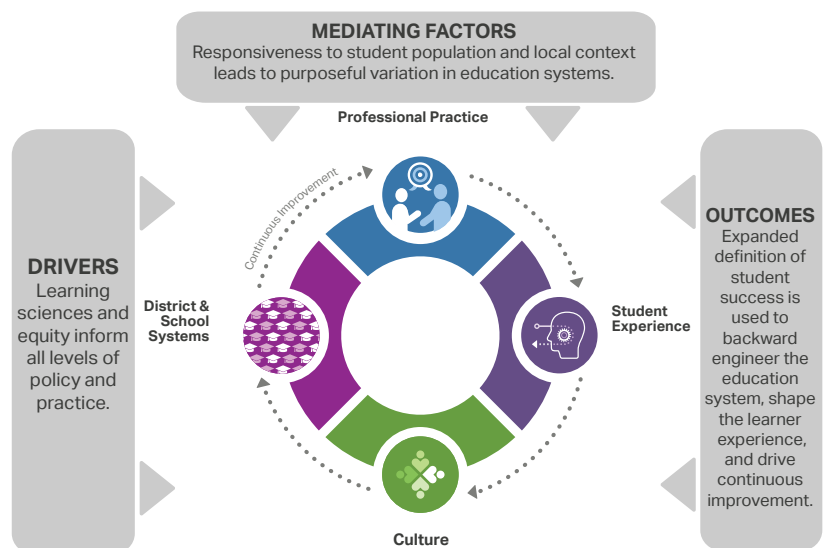 MEDIATING FACTORS
Responsiveness to student population and local context
leads to purposeful variation in education systems.
Professional Practice
Continuous Improvement
DRIVERS
Learning
sciences and
equity inform
all levels of
policy and
practice.
District &
School
Systems
Student
Experience
OUTCOMES
Expanded
definition of
student
success is
used to
backward
engineer the
education
system, shape
the learner
experience,
and drive
continuous
improvement.
Culture